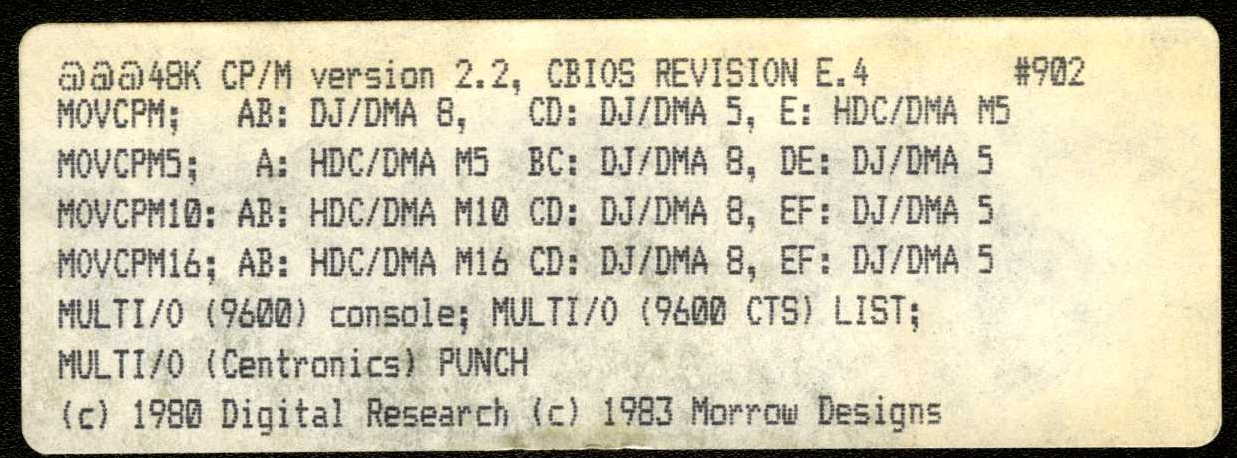 @@@48K CP/M version 2.2, CBIOS REVISION E.4 #902
MOVCPM; AB: DJ/DMA 8, CD: DJ/DMA 5, E: HDC/DMA M5
MOVCPM5; A: HDC/DMA M5 BC: DJ/DMA 8, DE: DJ/DMA 5
MOVCPM10: AB: HDC/DMA M10 CD: DJ/DMA 8, EF: DJ/DMA 5
MOVCPM16; AB: HDC/DMA M16 CD: DJ/DMA 8, EF: DJ/DMA 5
MULTI/O (9600) console; MULTI/O (9600 CTS) LIST;
MULTI/O (Centronics) PUNCH
(c) 1980 Digital Research (c) 1983 Morrow Designs